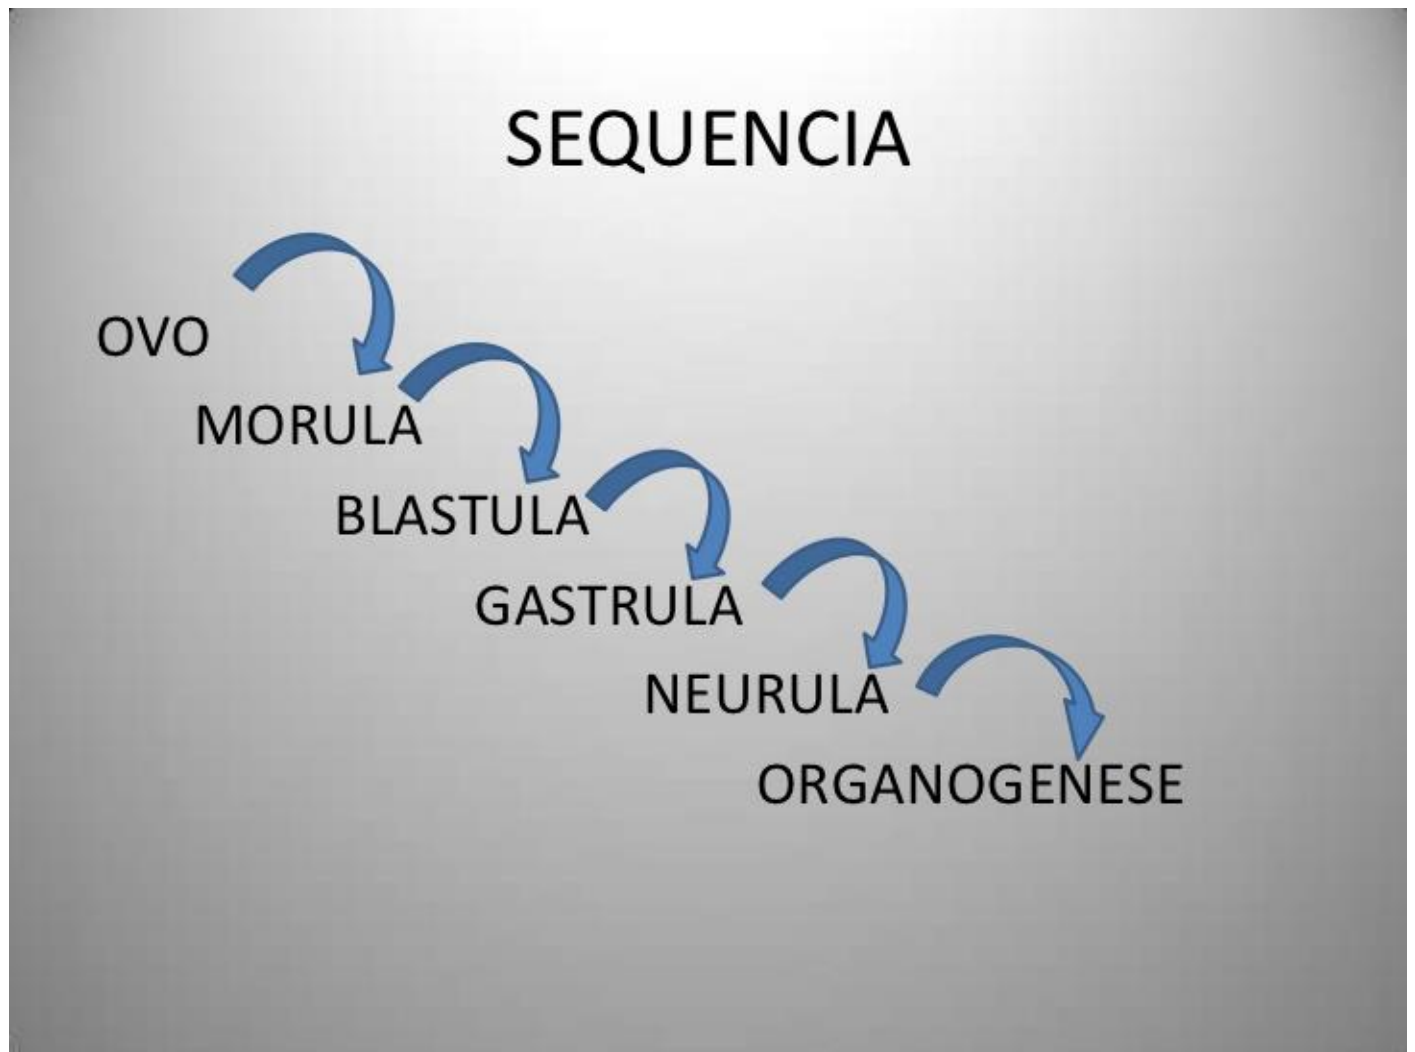 SEQUENCIA
OVO
MORULA
BLASTULA
GASTRULA
NEURULA
ORGANOGENESE